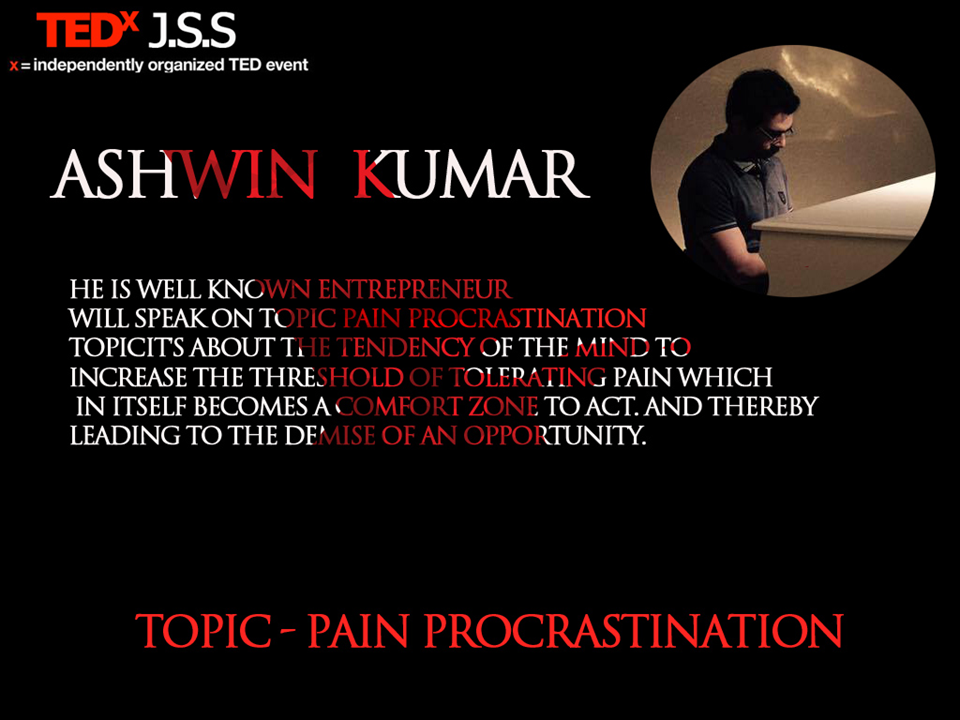 TEDx J.S.S
x = independently organized TED event
ASHWIN KUMAR
HE IS WELL KNOWN ENTREPRENEUR
WILL SPEAK ON TOPIC PAIN PROCRASTINATION
TOPICIT'S ABOUT THE TENDENCY OF THE MIND TO
INCREASE THE THRESHOLD OF TOLERATING PAIN WHICH
IN ITSELF BECOMES A COMFORT ZONE TO ACT. AND THEREBY
LEADING TO THE DEMISE OF AN OPPORTUNITY.
TOPIC - PAIN PROCRASTINATION